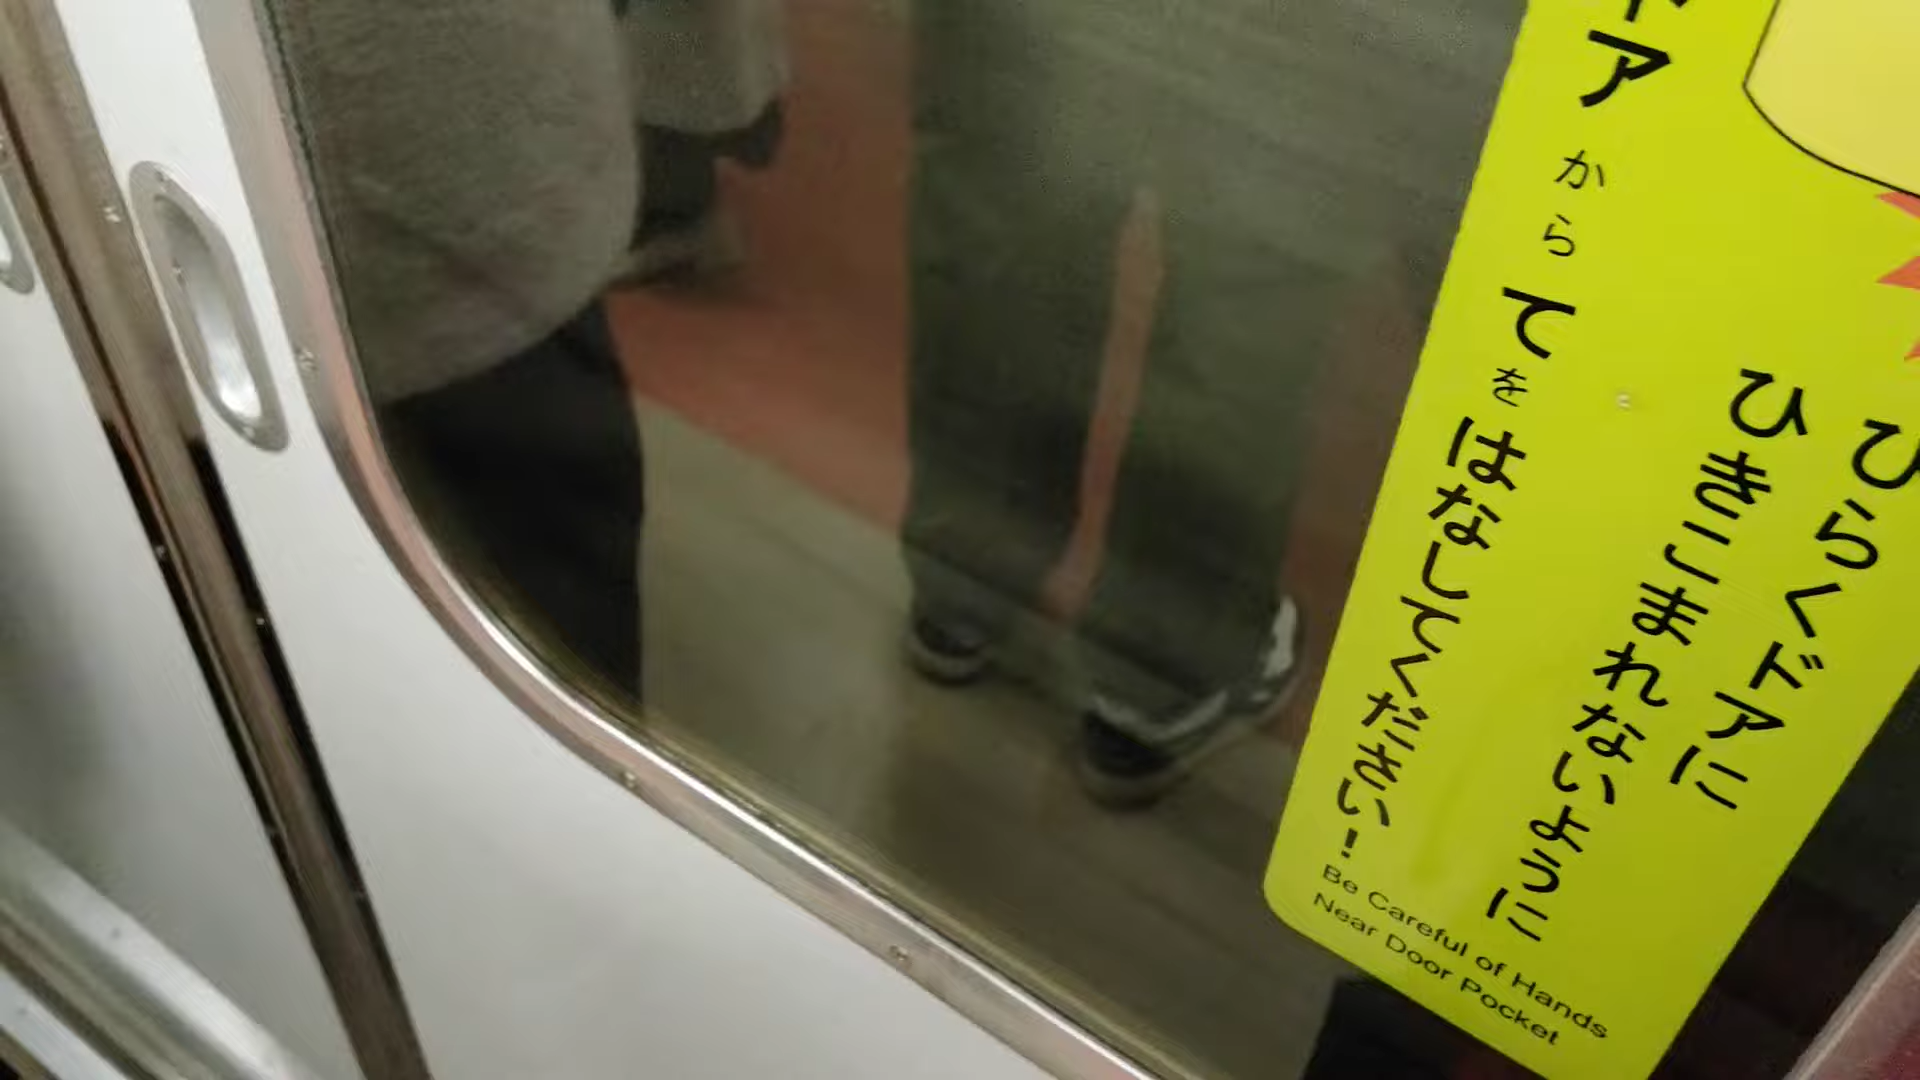 ひらくドアに
ひきこまれないように
ドアからてをはなしてください!
Be Careful of Hands
Near Door Pocket